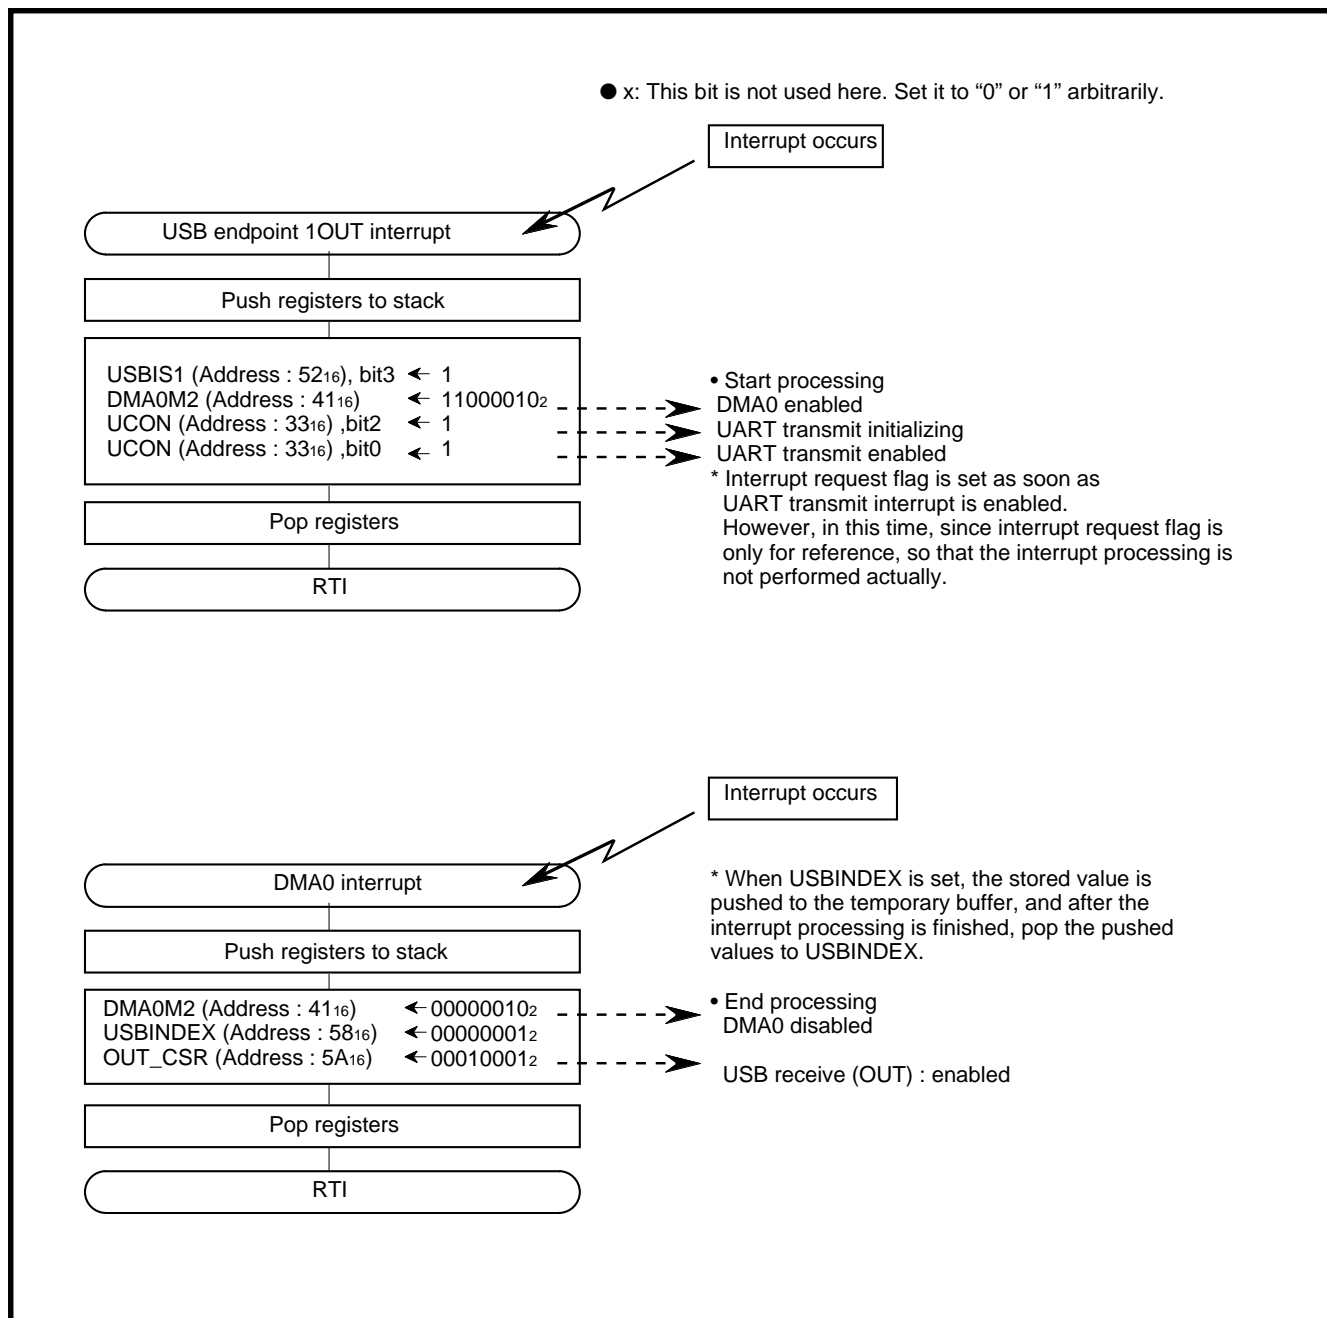 ● x: This bit is not used here. Set it to “0” or “1” arbitrarily.
Interrupt occurs
USB endpoint 1OUT interrupt
Push registers to stack
USBIS1 (Address : 52₁₆), bit3 ← 1
DMA0M2 (Address : 41₁₆) ← 11000010₂
UCON (Address : 33₁₆) ,bit2 ← 1
UCON (Address : 33₁₆) ,bit0 ← 1
• Start processing
DMA0 enabled
UART transmit initializing
UART transmit enabled
* Interrupt request flag is set as soon as
UART transmit interrupt is enabled.
However, in this time, since interrupt request flag is
only for reference, so that the interrupt processing is
not performed actually.
Pop registers
RTI
Interrupt occurs
DMA0 interrupt
* When USBINDEX is set, the stored value is
pushed to the temporary buffer, and after the
interrupt processing is finished, pop the pushed
values to USBINDEX.
Push registers to stack
DMA0M2 (Address : 41₁₆) ← 00000010₂
USBINDEX (Address : 58₁₆) ← 00000001₂
OUT_CSR (Address : 5A₁₆) ← 00010001₂
• End processing
DMA0 disabled
USB receive (OUT) : enabled
Pop registers
RTI